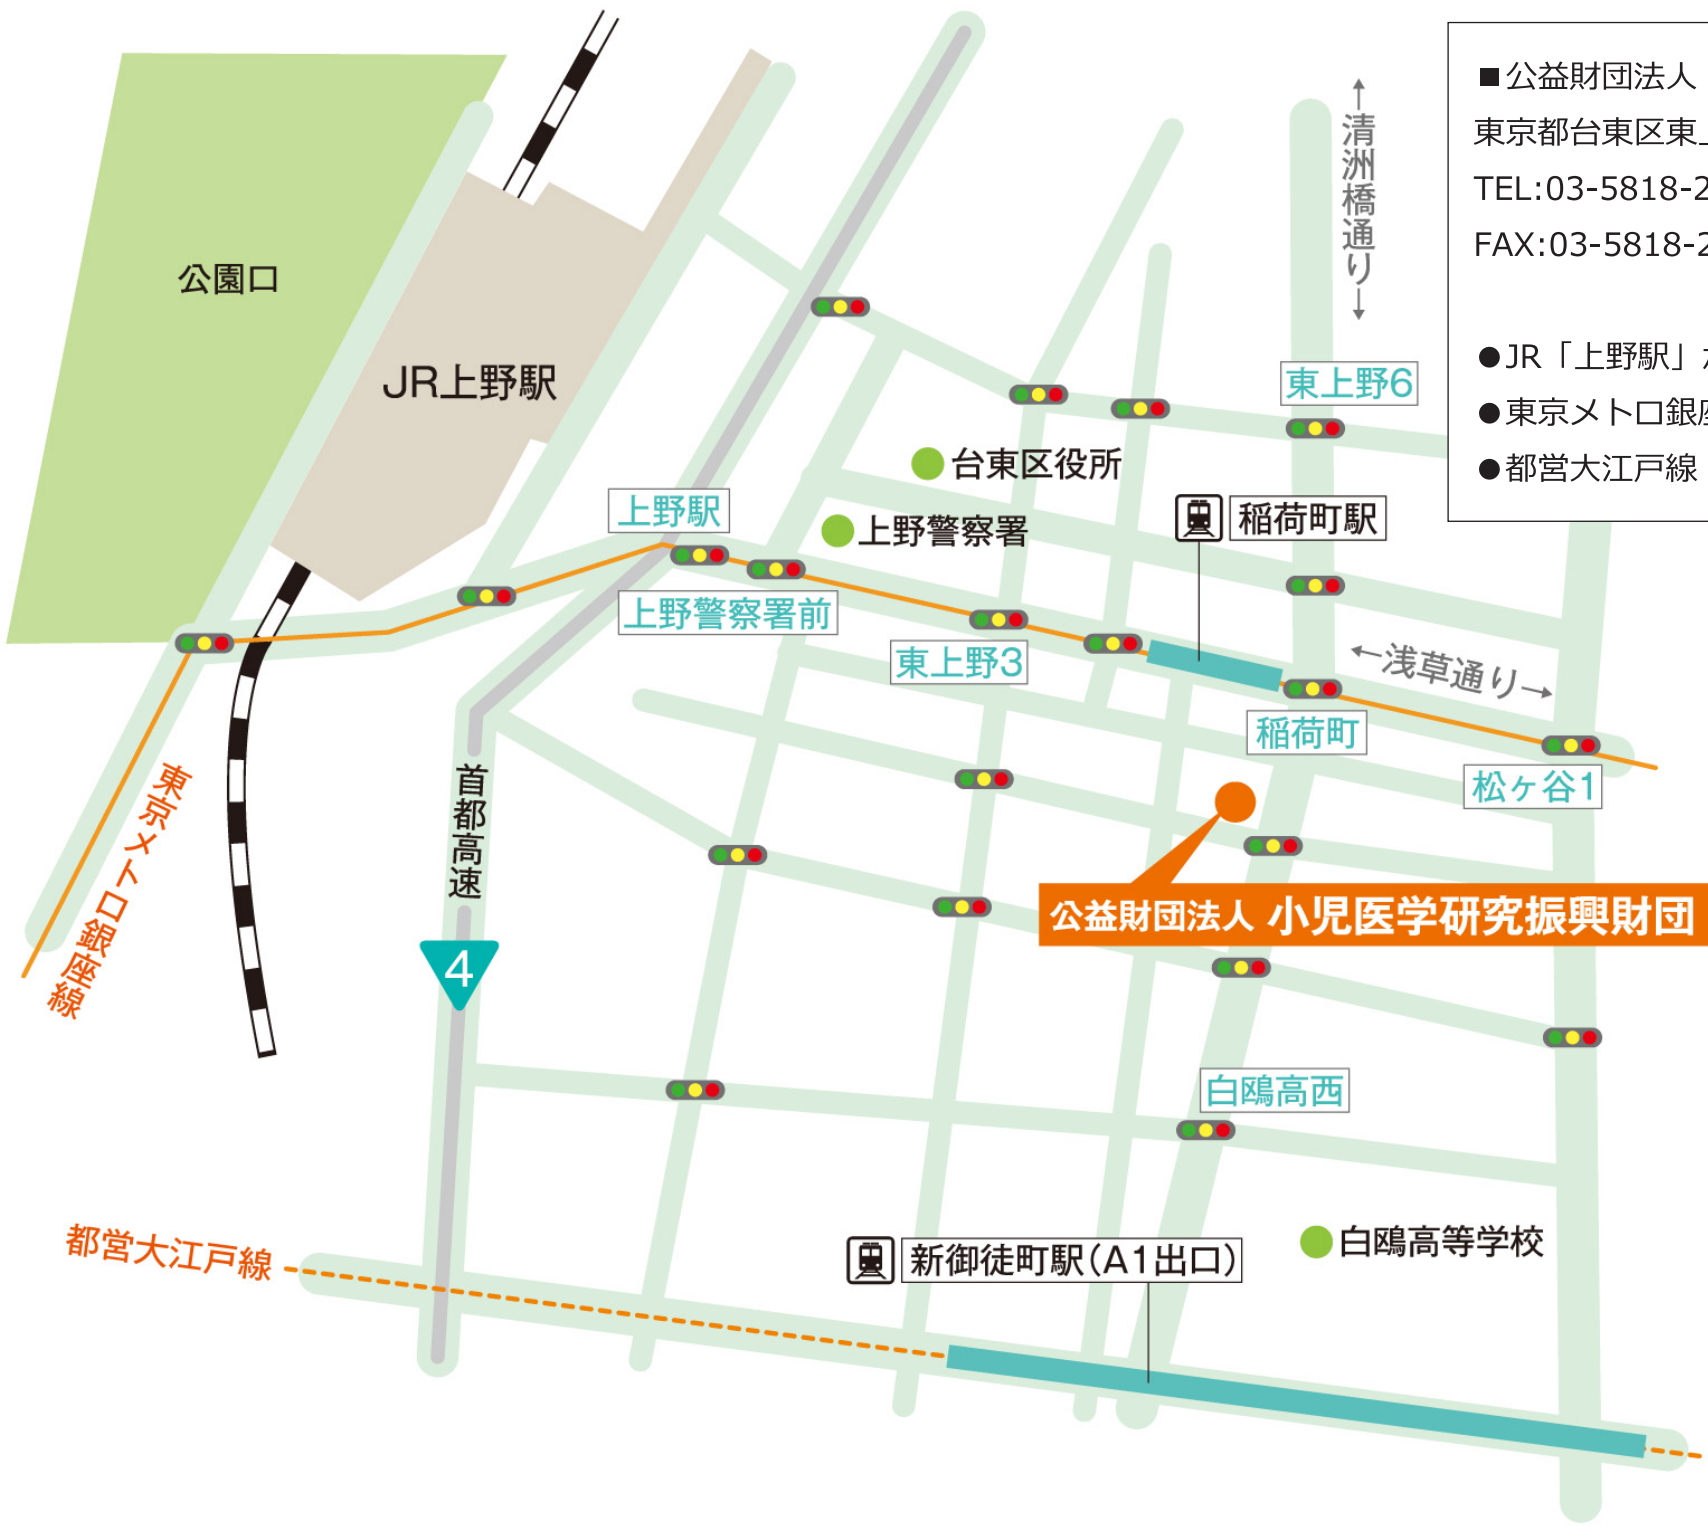 ■公益財団法人
東京都台東区東
TEL:03-5818-2
FAX:03-5818-2
●JR「上野駅」
●東京メトロ銀座
●都営大江戸線
←清洲橋通り→
公園口
JR上野駅
東上野6
台東区役所
上野駅
上野警察署
稲荷町駅
上野警察署前
東上野3
←浅草通り→
稲荷町
松ヶ谷1
東京メトロ銀座線
首都高速
公益財団法人 小児医学研究振興財団
4
白鴎高西
都営大江戸線
新御徒町駅(A1出口)
白鴎高等学校